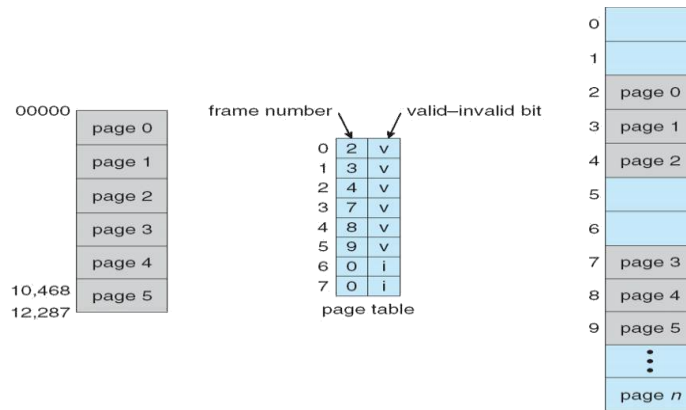 00000
page 0
page 1
page 2
page 3
page 4
10,468
page 5
12,287
frame number
valid–invalid bit
0 2 v
1 3 v
2 4 v
3 7 v
4 8 v
5 9 v
6 0 i
7 0 i
page table
0
1
2 page 0
3 page 1
4 page 2
5
6
7 page 3
8 page 4
9 page 5
page n